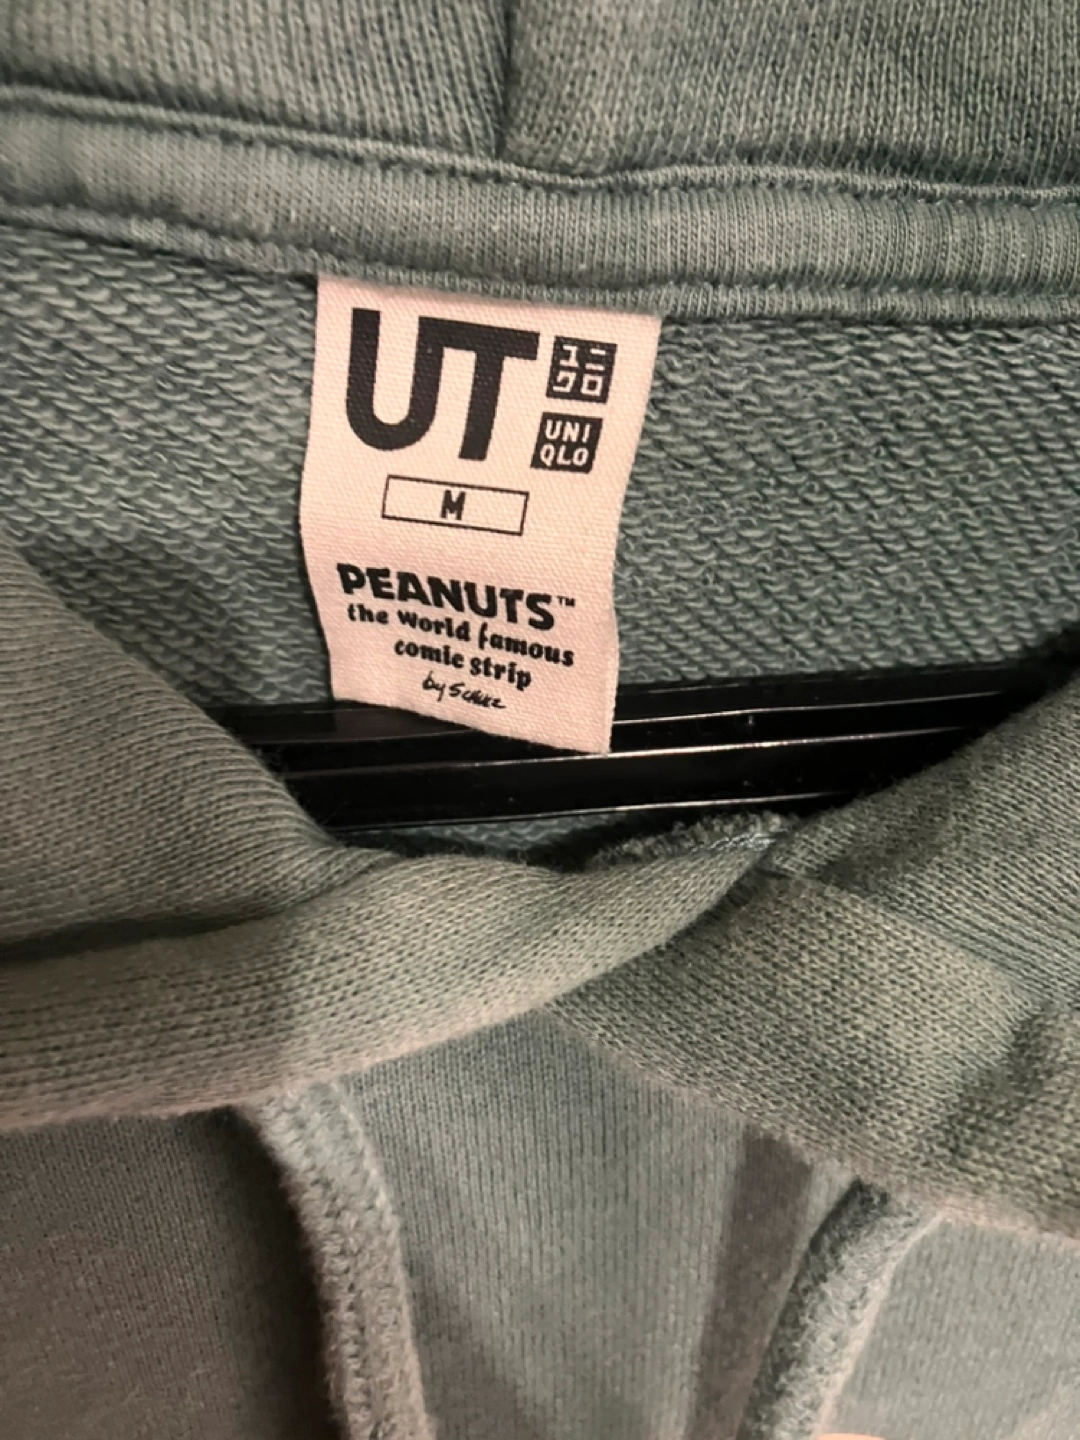 UT
ユニ
クロ
UNI
QLO
M
PEANUTS™
the world famous
comic strip
by Schulz